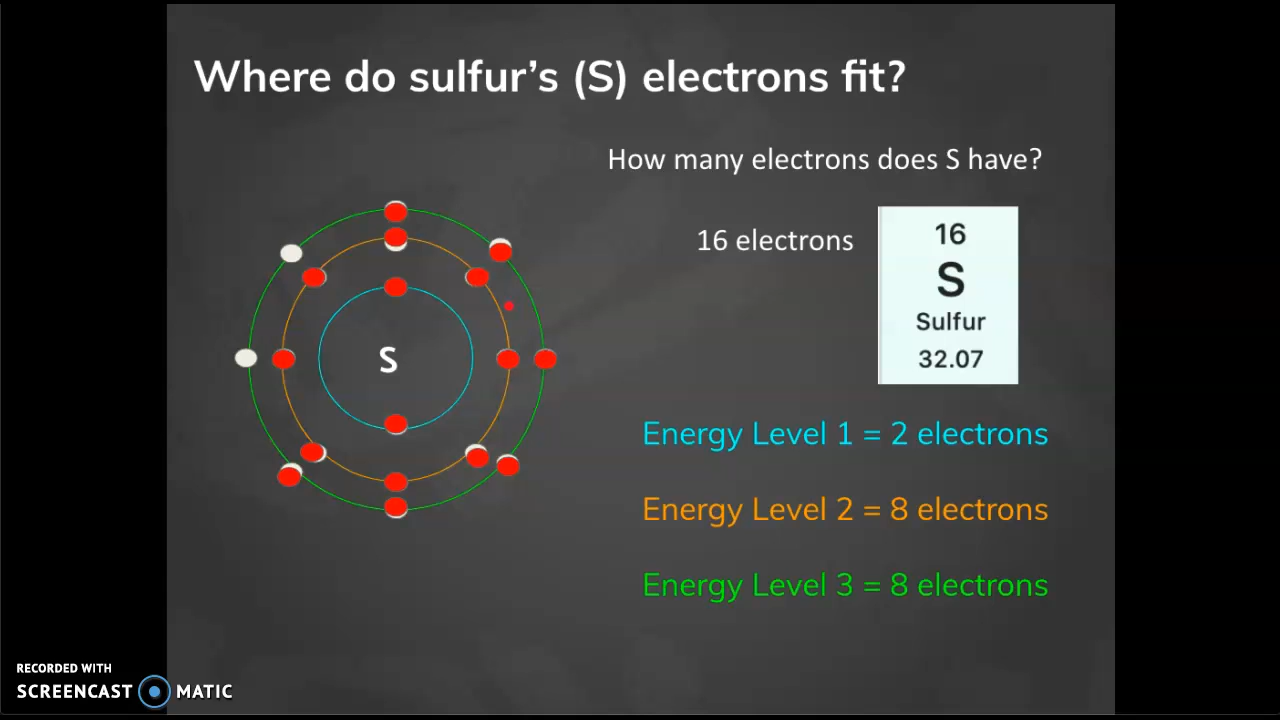 Where do sulfur's (S) electrons fit?
How many electrons does S have?
16 electrons
16
S
Sulfur
32.07
S
Energy Level 1 = 2 electrons
Energy Level 2 = 8 electrons
Energy Level 3 = 8 electrons
RECORDED WITH
SCREENCAST MATIC